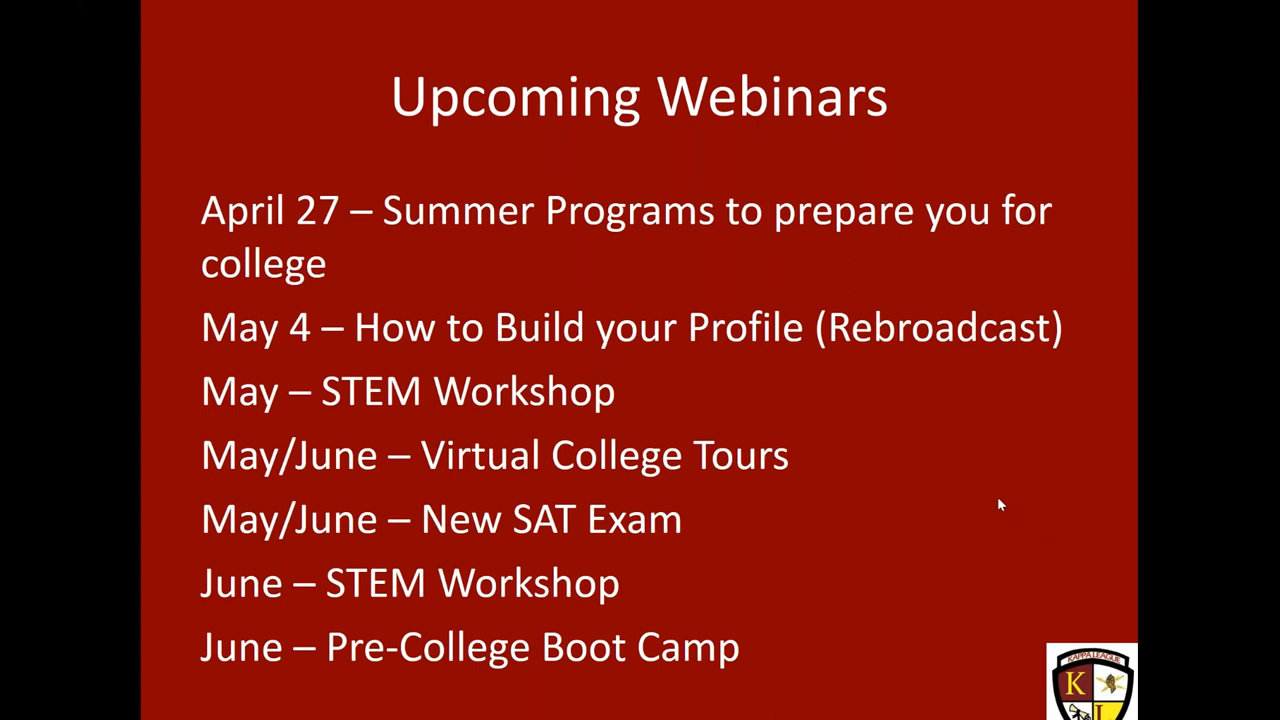 Upcoming Webinars
April 27 – Summer Programs to prepare you for
college
May 4 – How to Build your Profile (Rebroadcast)
May – STEM Workshop
May/June – Virtual College Tours
May/June – New SAT Exam
June – STEM Workshop
June – Pre-College Boot Camp
KAPPA LEAGUE
K
L